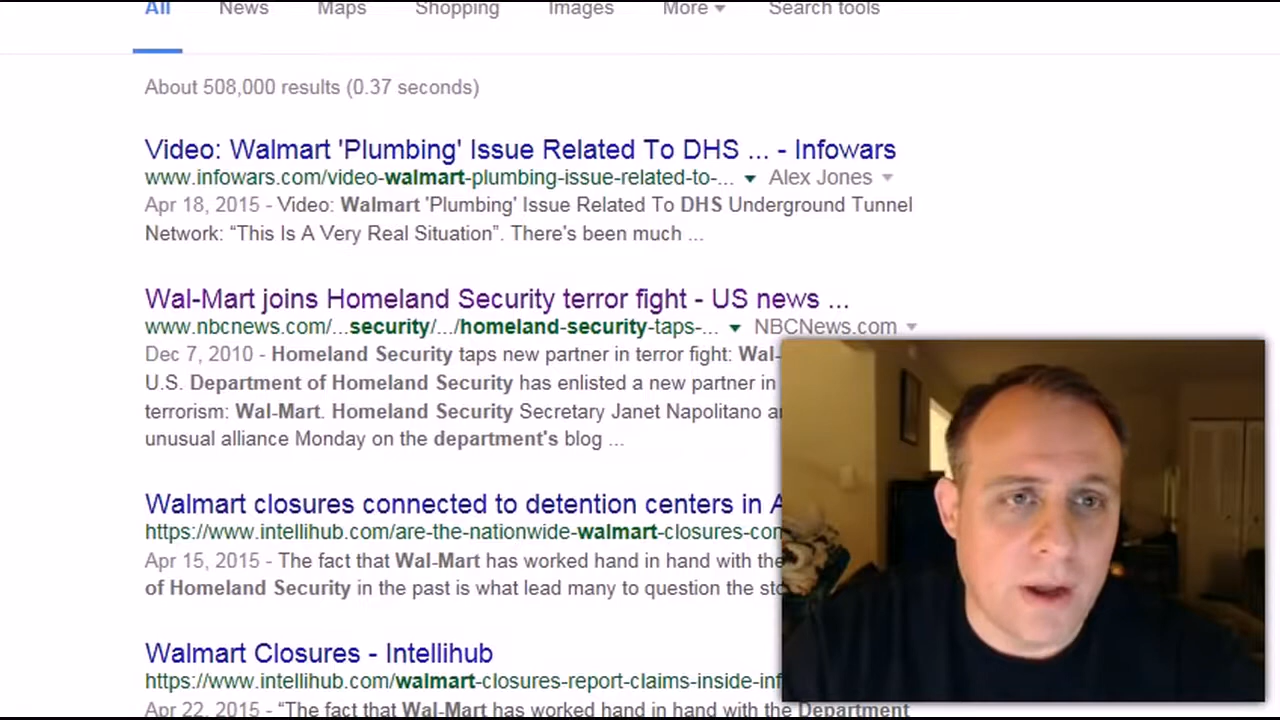 All News Maps Shopping Images More Search tools
About 508,000 results (0.37 seconds)
Video: Walmart 'Plumbing' Issue Related To DHS ... - Infowars
www.infowars.com/video-walmart-plumbing-issue-related-to-... Alex Jones
Apr 18, 2015 - Video: Walmart 'Plumbing' Issue Related To DHS Underground Tunnel
Network: “This Is A Very Real Situation”. There's been much ...
Wal-Mart joins Homeland Security terror fight - US news ...
www.nbcnews.com/...security/.../homeland-security-taps-... NBCNews.com
Dec 7, 2010 - Homeland Security taps new partner in terror fight: Wal-
U.S. Department of Homeland Security has enlisted a new partner in
terrorism: Wal-Mart. Homeland Security Secretary Janet Napolitano
unusual alliance Monday on the department's blog ...
Walmart closures connected to detention centers in
https://www.intellihub.com/are-the-nationwide-walmart-closures-con
Apr 15, 2015 - The fact that Wal-Mart has worked hand in hand with the
of Homeland Security in the past is what lead many to question the
Walmart Closures - Intellihub
https://www.intellihub.com/walmart-closures-report-claims-inside-inf
Apr 22, 2015 - “The fact that Wal-Mart has worked hand in hand with the Department